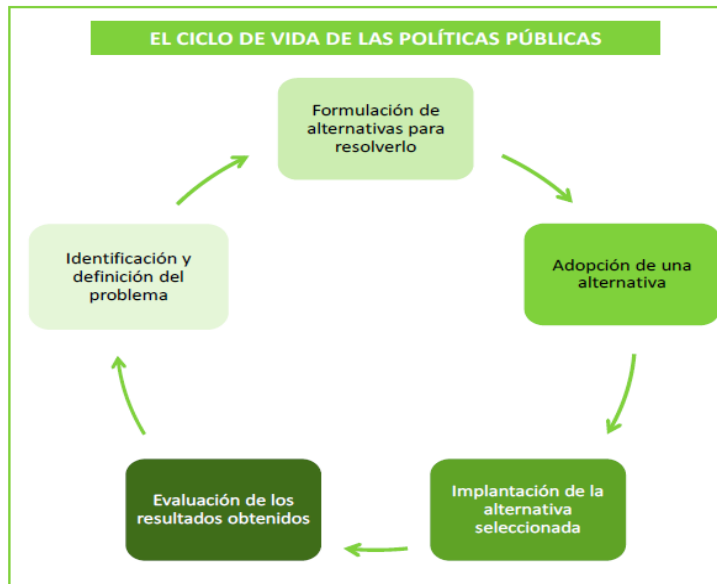 EL CICLO DE VIDA DE LAS POLÍTICAS PÚBLICAS
Formulación de
alternativas para
resolverlo
Identificación y
definición del
problema
Adopción de una
alternativa
Evaluación de los
resultados obtenidos
Implantación de la
alternativa
seleccionada